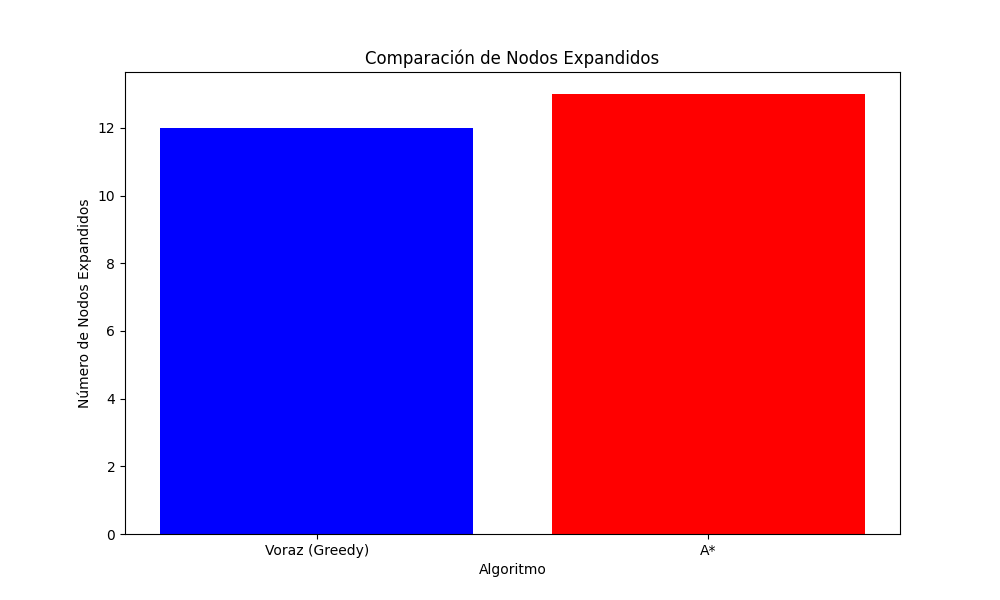 Comparación de Nodos Expandidos
Número de Nodos Expandidos
12
10
8
6
4
2
0
Voraz (Greedy)
A*
Algoritmo